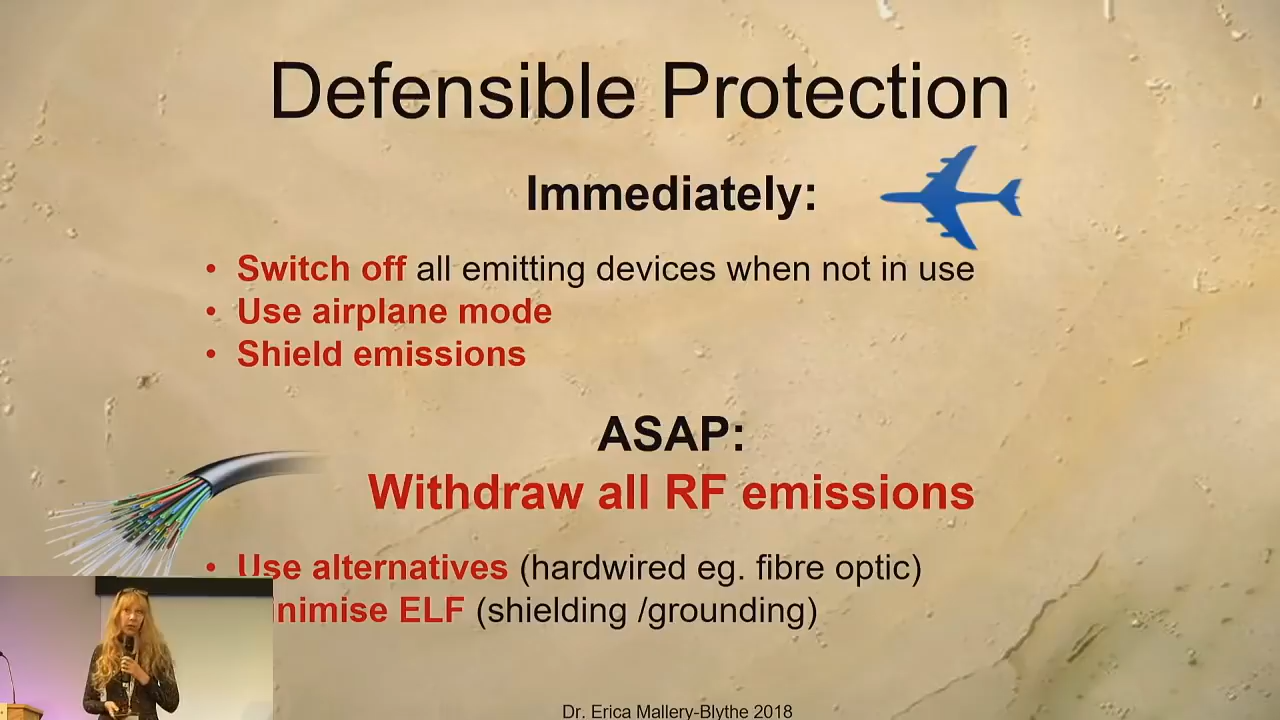 Defensible Protection
Immediately:
• Switch off all emitting devices when not in use
• Use airplane mode
• Shield emissions
ASAP:
Withdraw all RF emissions
• Use alternatives (hardwired eg. fibre optic)
nimise ELF (shielding /grounding)
Dr. Erica Mallery-Blythe 2018